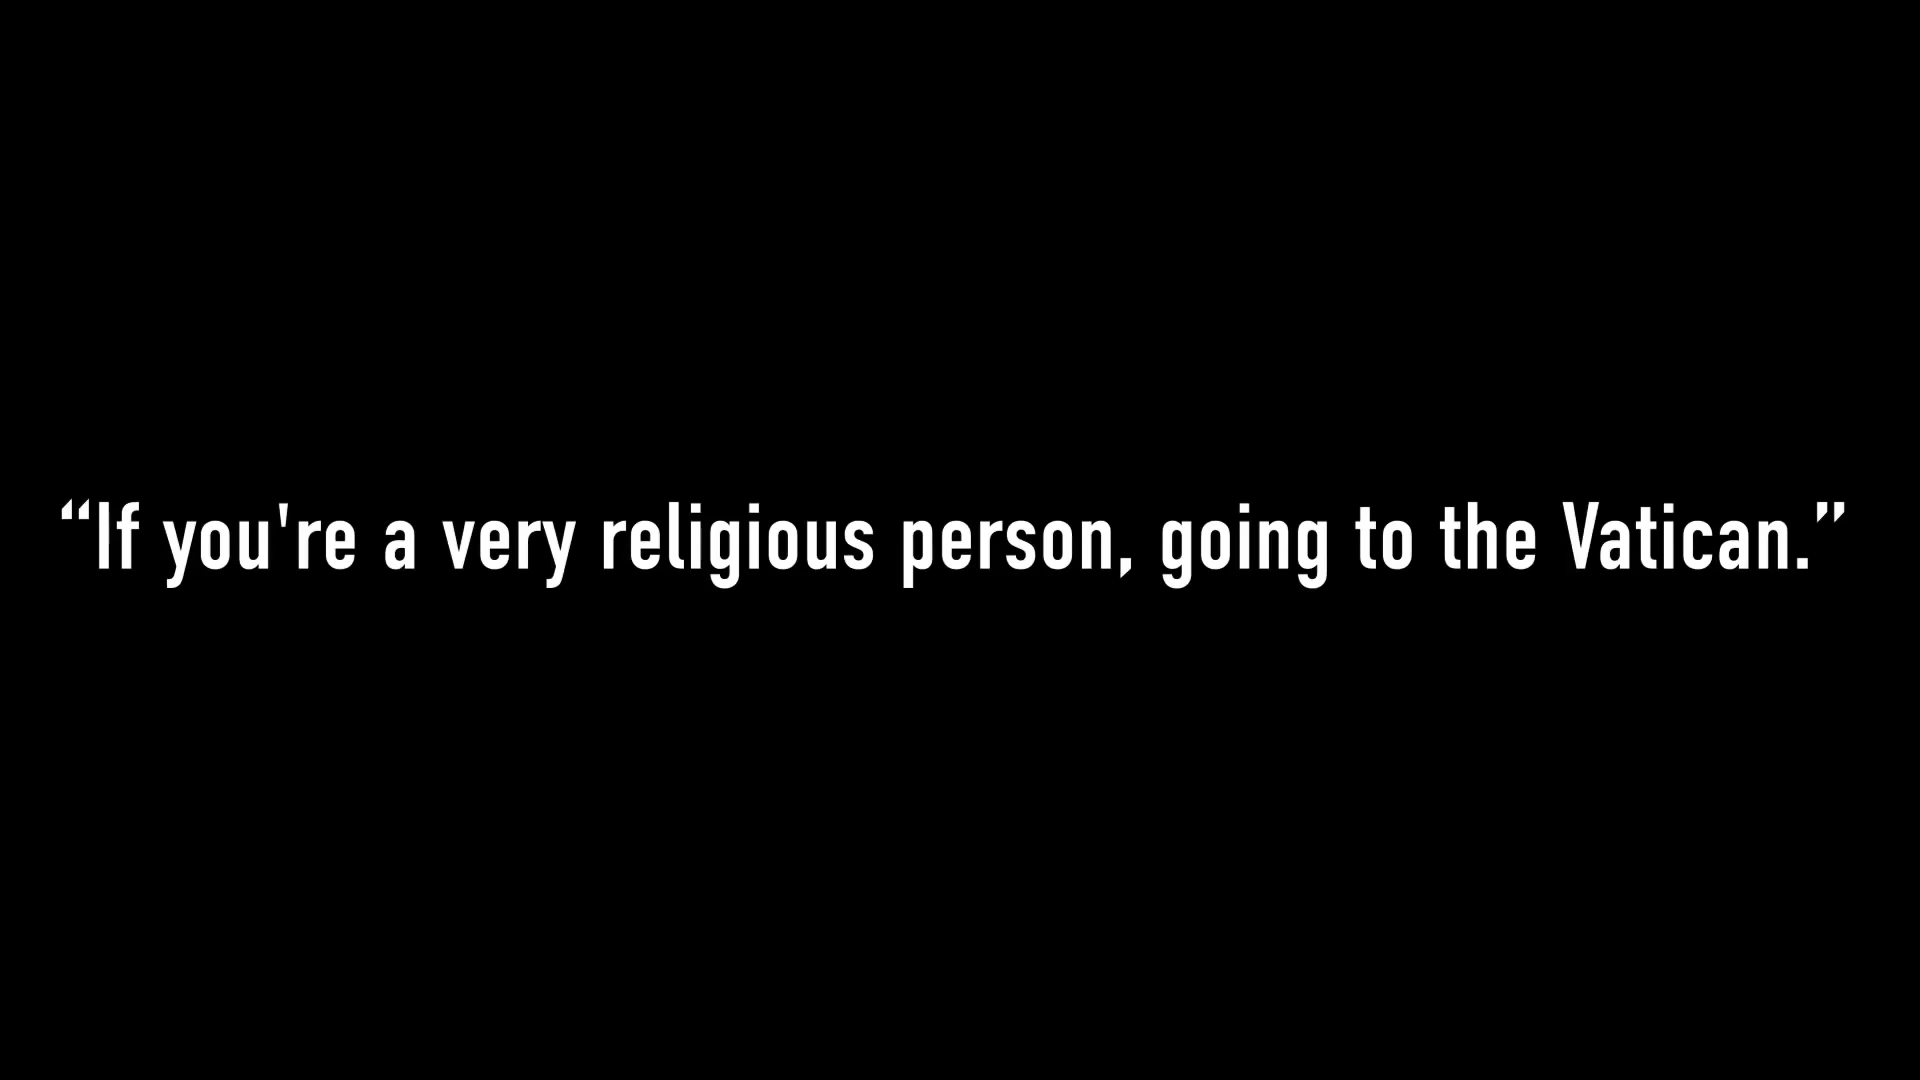 “If you're a very religious person, going to the Vatican.”